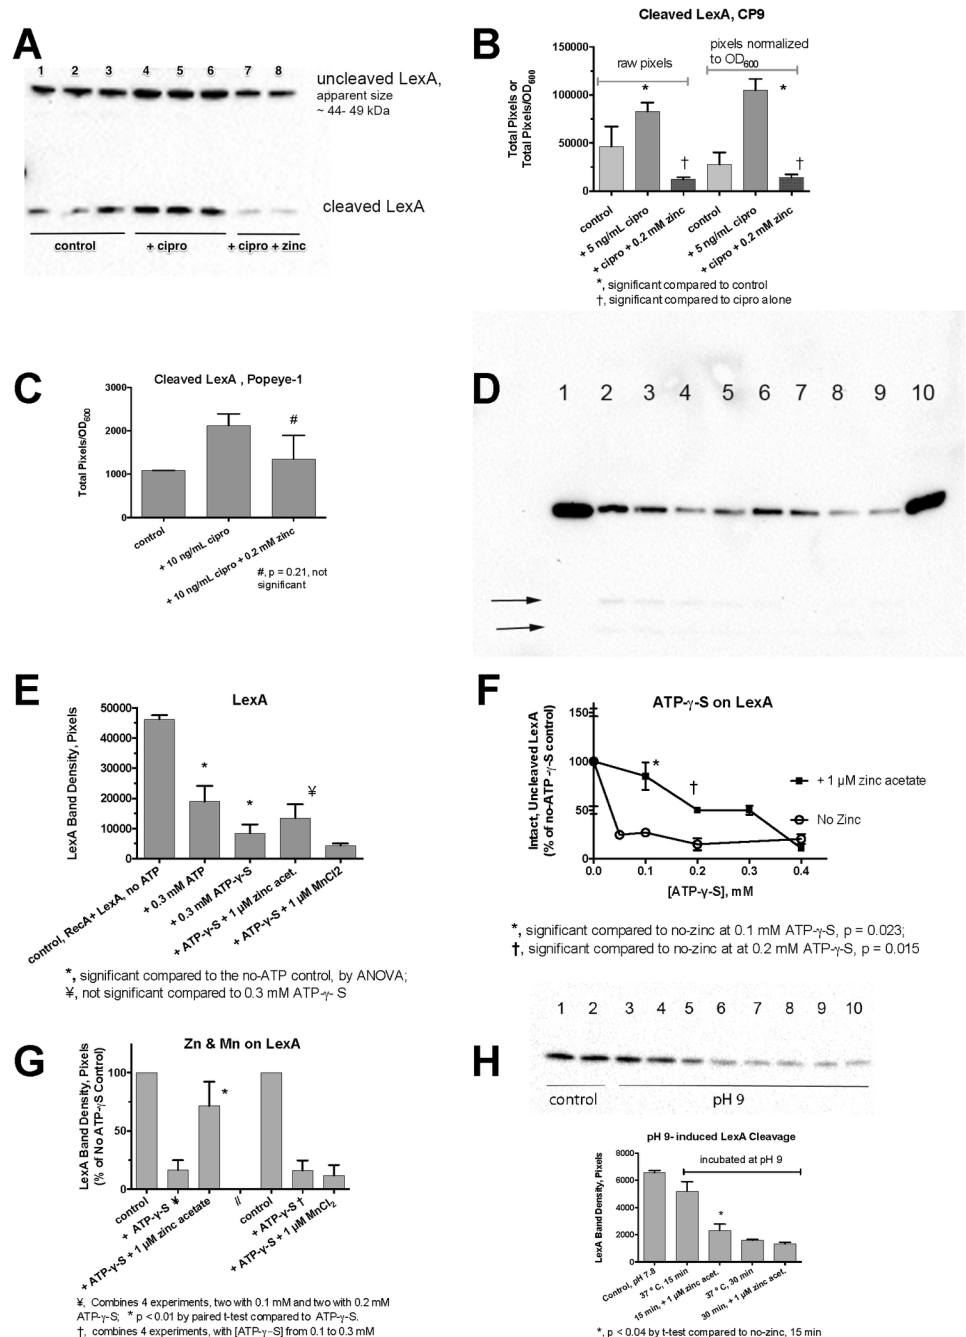 A
1 2 3 4 5 6 7 8
uncleaved LexA,
apparent size
~ 44- 49 kDa
cleaved LexA
control
+ cipro
+ cipro + zinc
B
Cleaved LexA, CP9
Total Pixels or
Total Pixels/OD600
150000
100000
50000
0
raw pixels
pixels normalized
to OD600
*
†
*
†
control
+ 5 ng/mL cipro
+ cipro + 0.2 mM zinc
control
+ 5 ng/mL cipro
+ cipro + 0.2 mM zinc
*, significant compared to control
†, significant compared to cipro alone
C
Cleaved LexA , Popeye-1
Total Pixels/OD600
3000
2000
1000
0
#
control
+ 10 ng/mL cipro
+ 10 ng/mL cipro + 0.2 mM zinc
#, p = 0.21, not
significant
D
1 2 3 4 5 6 7 8 9 10
E
LexA
LexA Band Density, Pixels
50000
40000
30000
20000
10000
0
*
*
¥
control, RecA+ LexA, no ATP
+ 0.3 mM ATP
+ 0.3 mM ATP-γ-S
+ ATP-γ-S + 1 µM zinc acet.
+ ATP-γ-S + 1 µM MnCl2
*, significant compared to the no-ATP control, by ANOVA;
¥, not significant compared to 0.3 mM ATP-γ- S
F
ATP-γ-S on LexA
Intact, Uncleaved LexA
(% of no-ATP -γ-S control)
150
100
50
0
*
†
+ 1 µM zinc acetate
No Zinc
0.0 0.1 0.2 0.3 0.4
[ATP-γ-S], mM
*, significant compared to no-zinc at 0.1 mM ATP-γ-S, p = 0.023;
†, significant compared to no-zinc at at 0.2 mM ATP-γ-S, p = 0.015
G
Zn & Mn on LexA
LexA Band Density, Pixels
(% of No ATP-γS Control)
100
50
0
*
control
+ ATP-γ-S ¥
+ ATP-γ-S + 1 µM zinc acetate
//
control
+ ATP-γ-S †
+ ATP-γ-S + 1 µM MnCl2
¥, Combines 4 experiments, two with 0.1 mM and two with 0.2 mM
ATP-γ-S; * p < 0.01 by paired t-test compared to ATP-γ-S.
†, combines 4 experiments, with [ATP-γ-S] from 0.1 to 0.3 mM
H
1 2 3 4 5 6 7 8 9 10
control
pH 9
pH 9- induced LexA Cleavage
LexA Band Density, Pixels
8000
6000
4000
2000
0
incubated at pH 9
*
Control, pH 7.8
37 º C, 15 min
15 min, + 1 µM zinc acet.
37 º C, 30 min
30 min, + 1 µM zinc acet.
*, p < 0.04 by t-test compared to no-zinc, 15 min